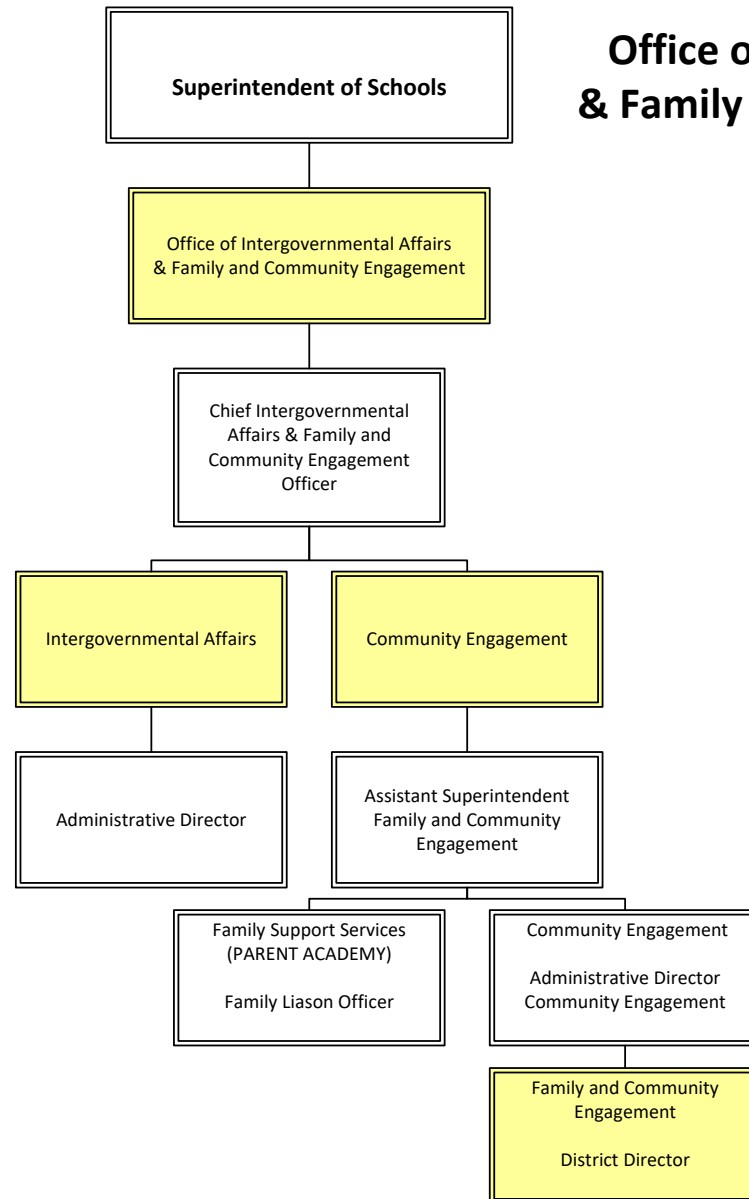 Office o
& Family
Superintendent of Schools
Office of Intergovernmental Affairs
& Family and Community Engagement
Chief Intergovernmental
Affairs & Family and
Community Engagement
Officer
Intergovernmental Affairs
Community Engagement
Administrative Director
Assistant Superintendent
Family and Community
Engagement
Family Support Services
(PARENT ACADEMY)
Family Liason Officer
Community Engagement
Administrative Director
Community Engagement
Family and Community
Engagement
District Director